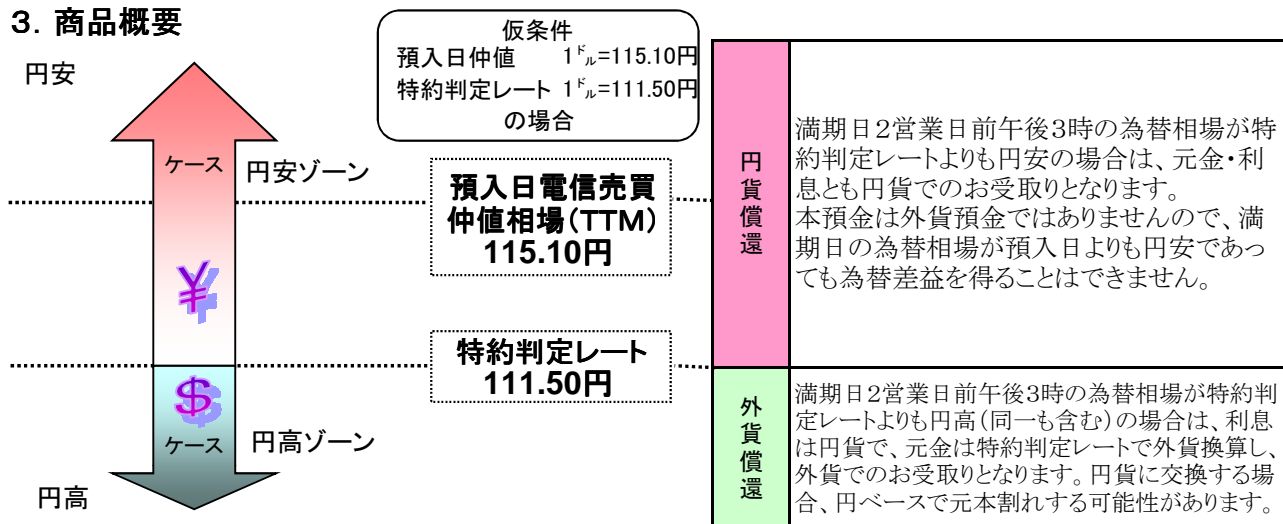 3．商品概要
仮条件
預入日仲値 1㌦=115.10円
特約判定レート 1㌦=111.50円
の場合
円安
ケース
円安ゾーン
預入日電信売買
仲値相場（TTM）
115.10円
¥
特約判定レート
111.50円
$
ケース
円高ゾーン
円高
円貨償還
満期日2営業日前午後3時の為替相場が特
約判定レートよりも円安の場合は、元金・利
息とも円貨でのお受取りとなります。
本預金は外貨預金ではありませんので、満
期日の為替相場が預入日よりも円安であっ
ても為替差益を得ることはできません。
外貨償還
満期日2営業日前午後3時の為替相場が特約判
定レートよりも円高（同一も含む）の場合は、利息
は円貨で、元金は特約判定レートで外貨換算し、
外貨でのお受取りとなります。円貨に交換する場
合、円ベースで元本割れする可能性があります。